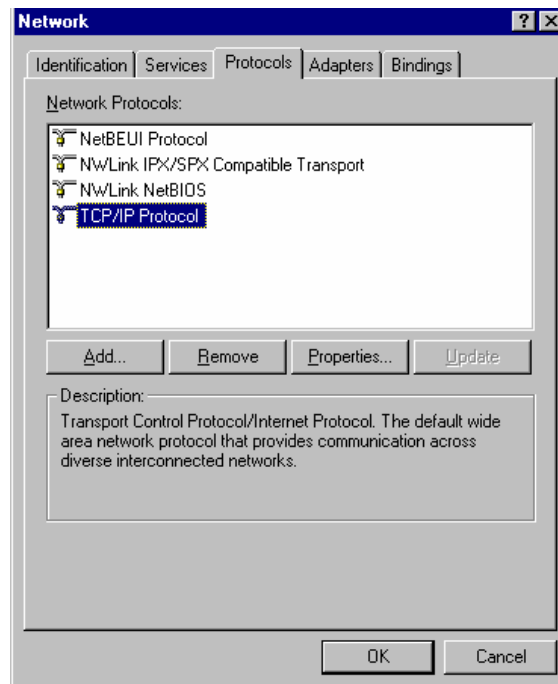 Network
Identification Services Protocols Adapters Bindings
Network Protocols:
NetBEUI Protocol
NWLink IPX/SPX Compatible Transport
NWLink NetBIOS
TCP/IP Protocol
Add... Remove Properties... Update
Description:
Transport Control Protocol/Internet Protocol. The default wide
area network protocol that provides communication across
diverse interconnected networks.
OK Cancel